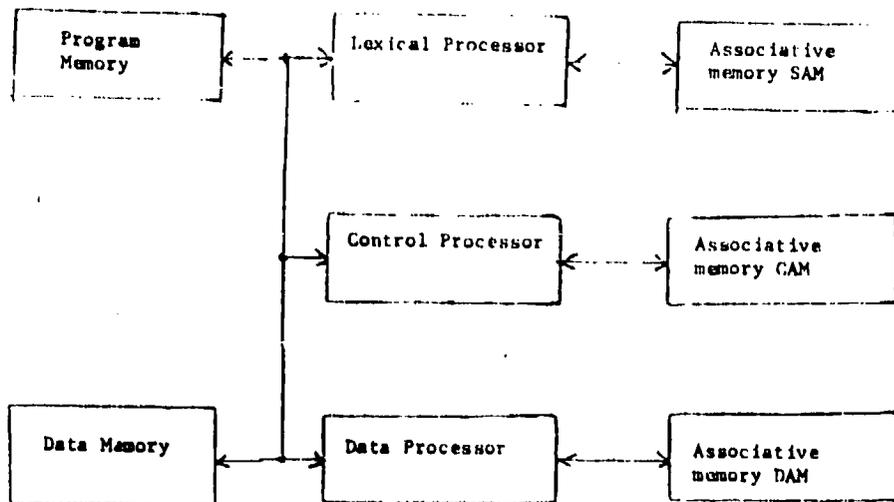 Program
Memory
Lexical Processor
Associative
memory SAM
Control Processor
Associative
memory CAM
Data Memory
Data Processor
Associative
memory DAM